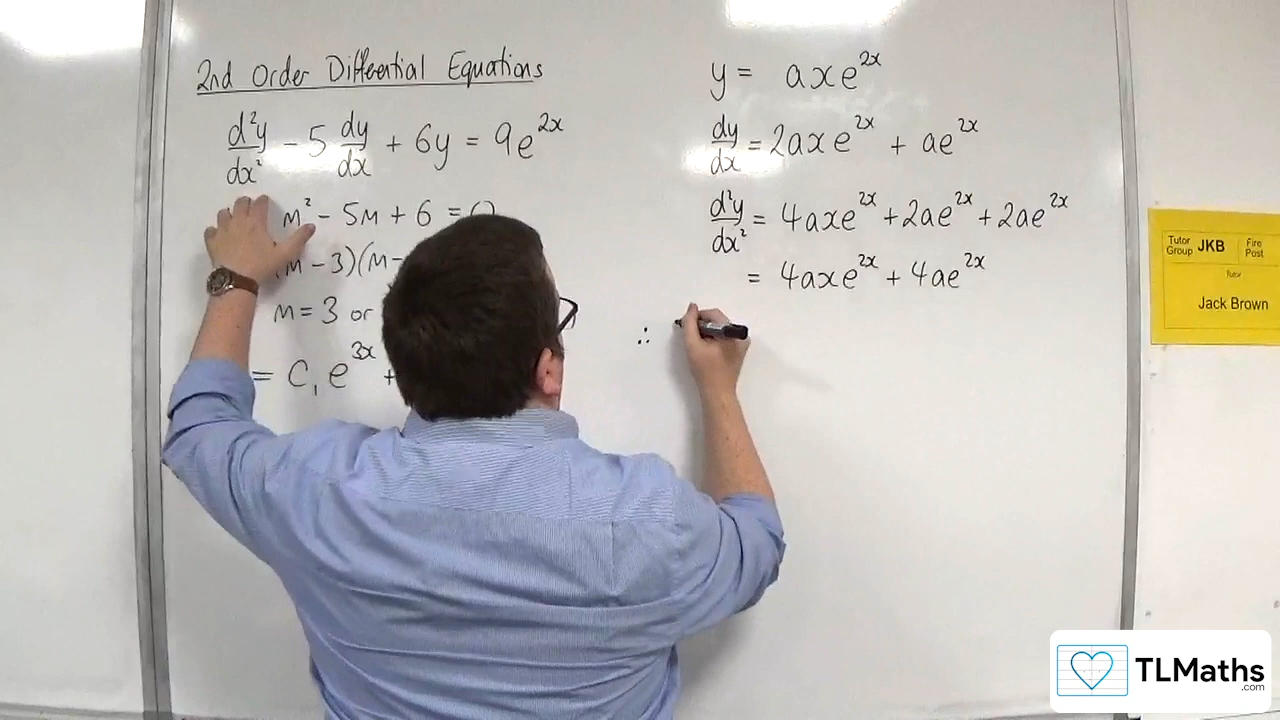 2nd Order Differential Equations
d²y/dx² - 5 dy/dx + 6y = 9e^2x
m² - 5m + 6 =
m - 3)(m -
m = 3 or
= C₁ e^3x +
y = axe^2x
dy/dx = 2axe^2x + ae^2x
d²y/dx² = 4axe^2x + 2ae^2x + 2ae^2x
= 4axe^2x + 4ae^2x
∴
Tutor Group JKB
Fire Post
Tutor
Jack Brown
TLMaths
.com